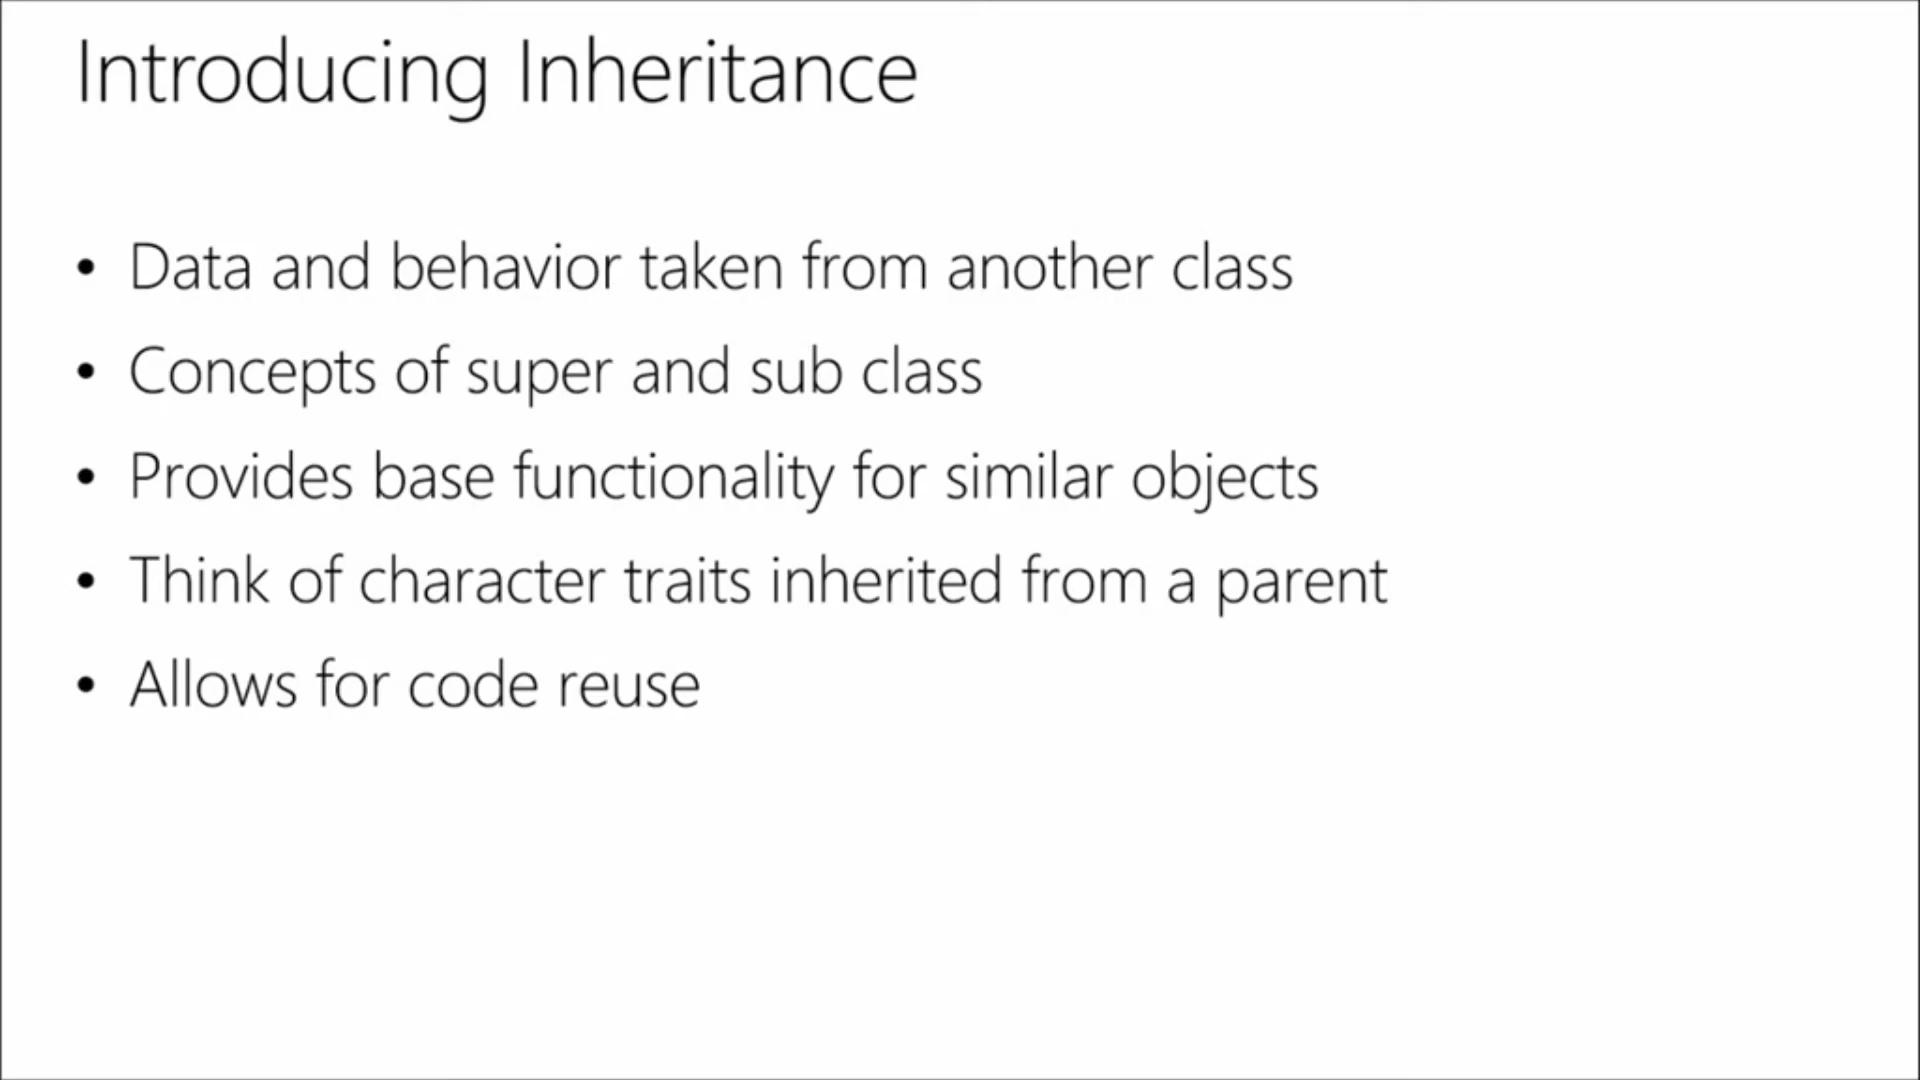 Introducing Inheritance
• Data and behavior taken from another class
• Concepts of super and sub class
• Provides base functionality for similar objects
• Think of character traits inherited from a parent
• Allows for code reuse